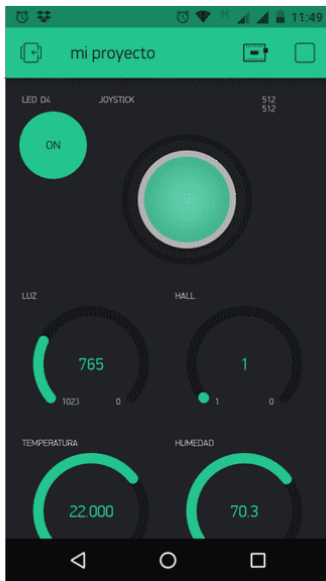 H 11:49
mi proyecto
LED D4 JOYSTICK 512
512
ON
LUZ HALL
765 1
1023 0 1 0
TEMPERATURA HUMEDAD
22.000 70.3